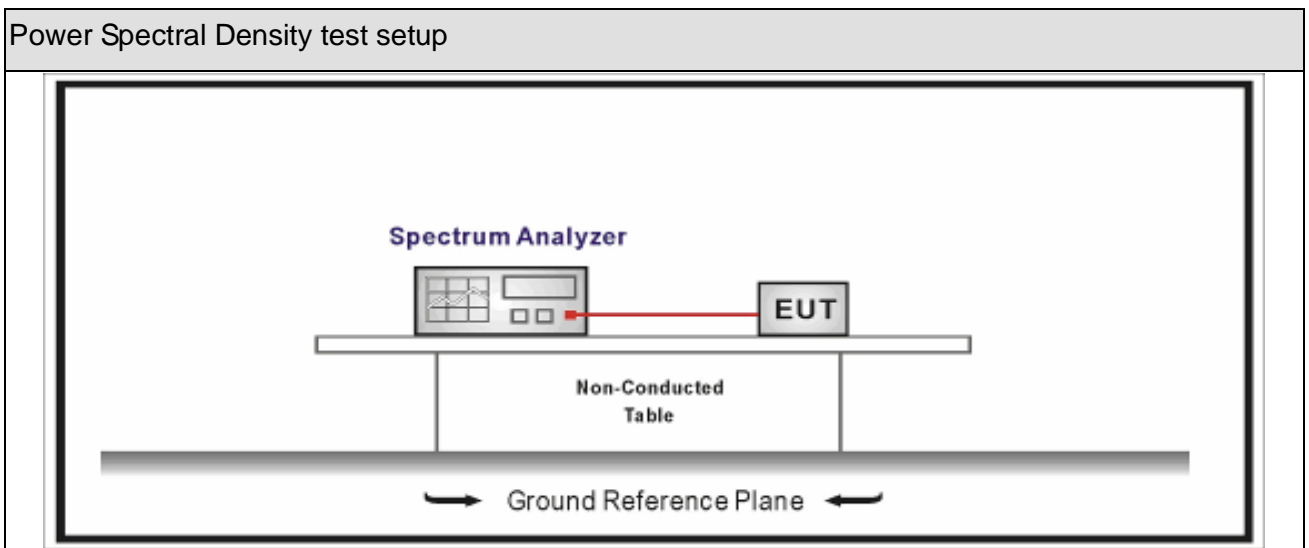 Power Spectral Density test setup
Spectrum Analyzer
EUT
Non-Conducted
Table
Ground Reference Plane